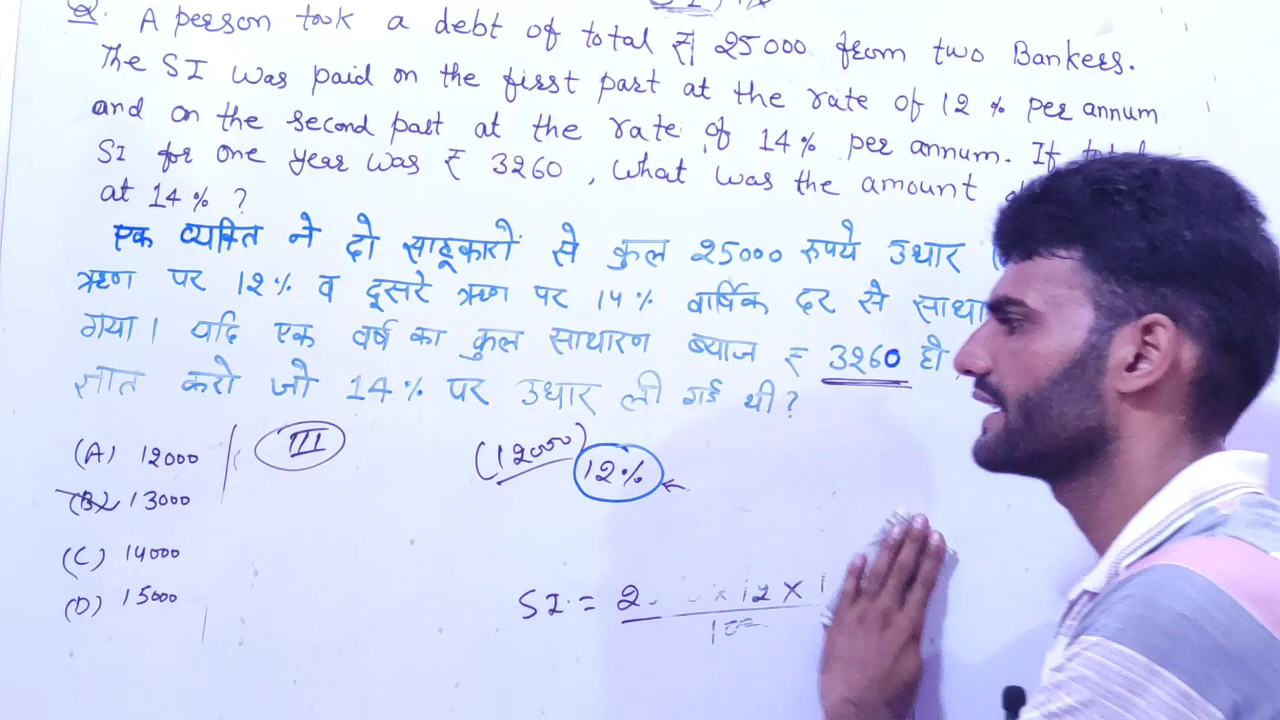 Q. A person took a debt of total ₹ 25000 from two Bankers.
The SI was paid on the first part at the rate of 12 % per annum
and on the second part at the rate of 14 % per annum. If
SI for one year was ₹ 3260 , What was the amount
at 14 % ?
एक व्यक्ति ने दो साहूकारों से कुल 25000 रुपये उधार
ऋण पर 12 % व दूसरे ऋण पर 14 % वार्षिक दर से
गया। यदि एक वर्ष का कुल साधारण ब्याज ₹ 3260 हो
ज्ञात करो जो 14 % पर उधार ली गई थी?
(A) 12000
III
(12000)
12%
(B) 13000
(C) 14000
(D) 15000
SI = 2 x 12 X 1
100